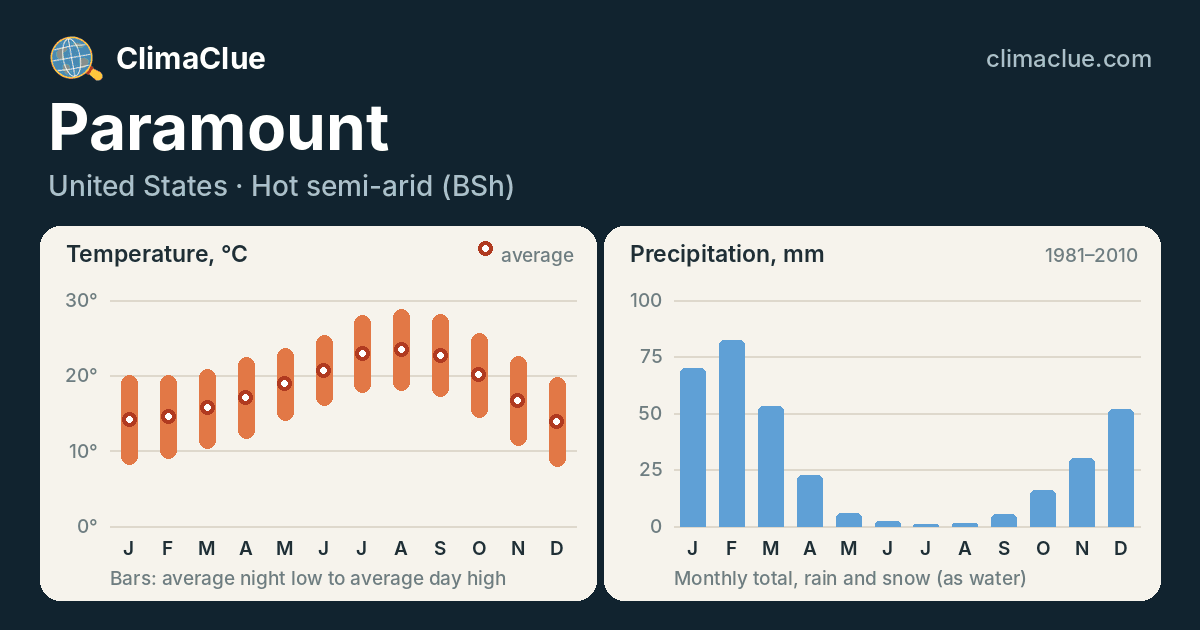 ClimaClue
climaclue.com
Paramount
United States · Hot semi-arid (BSh)
Temperature, °C
average
30°
20°
10°
0°
J F M A M J J A S O N D
Bars: average night low to average day high
Precipitation, mm
1981–2010
100
75
50
25
0
J F M A M J J A S O N D
Monthly total, rain and snow (as water)